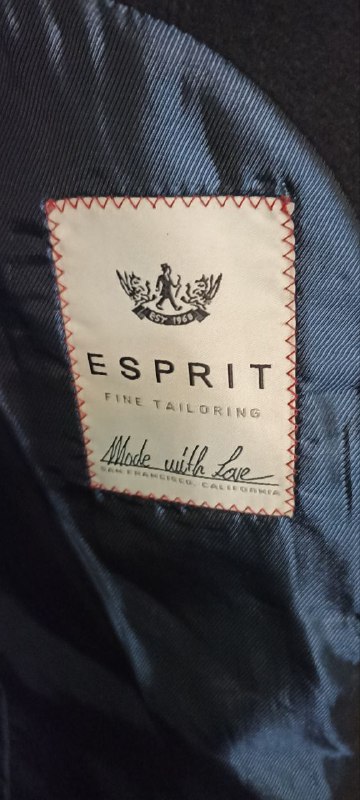 EST 1968
ESPRIT
FINE TAILORING
Made with Love
SAN FRANCISCO, CALIFORNIA